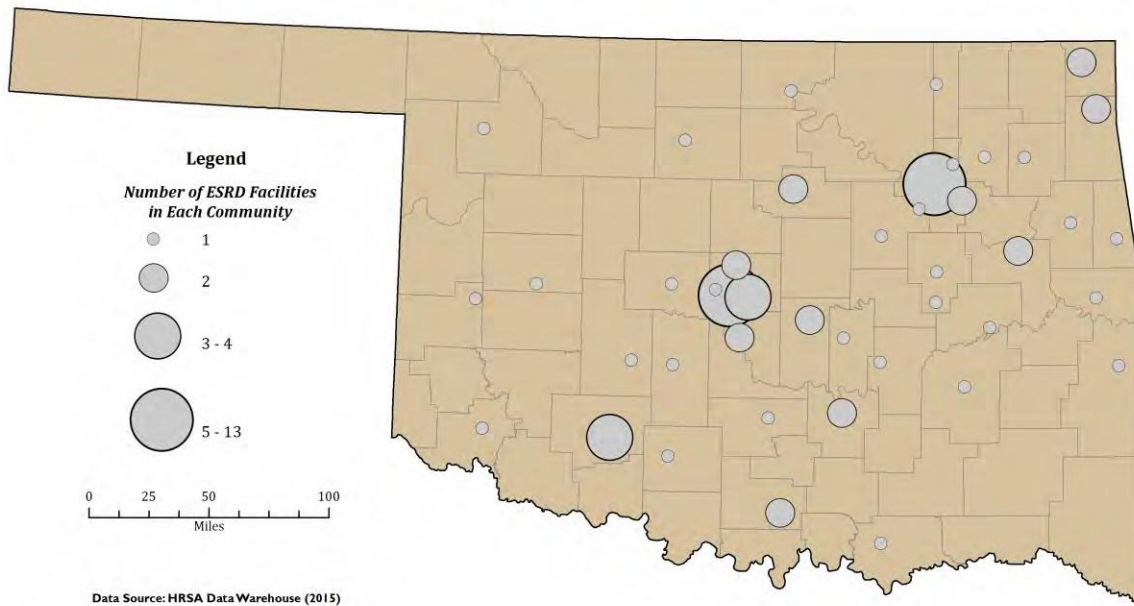 Legend
Number of ESRD Facilities
in Each Community
1
2
3 - 4
5 - 13
0 25 50 100
Miles
Data Source: HRSA Data Warehouse (2015)